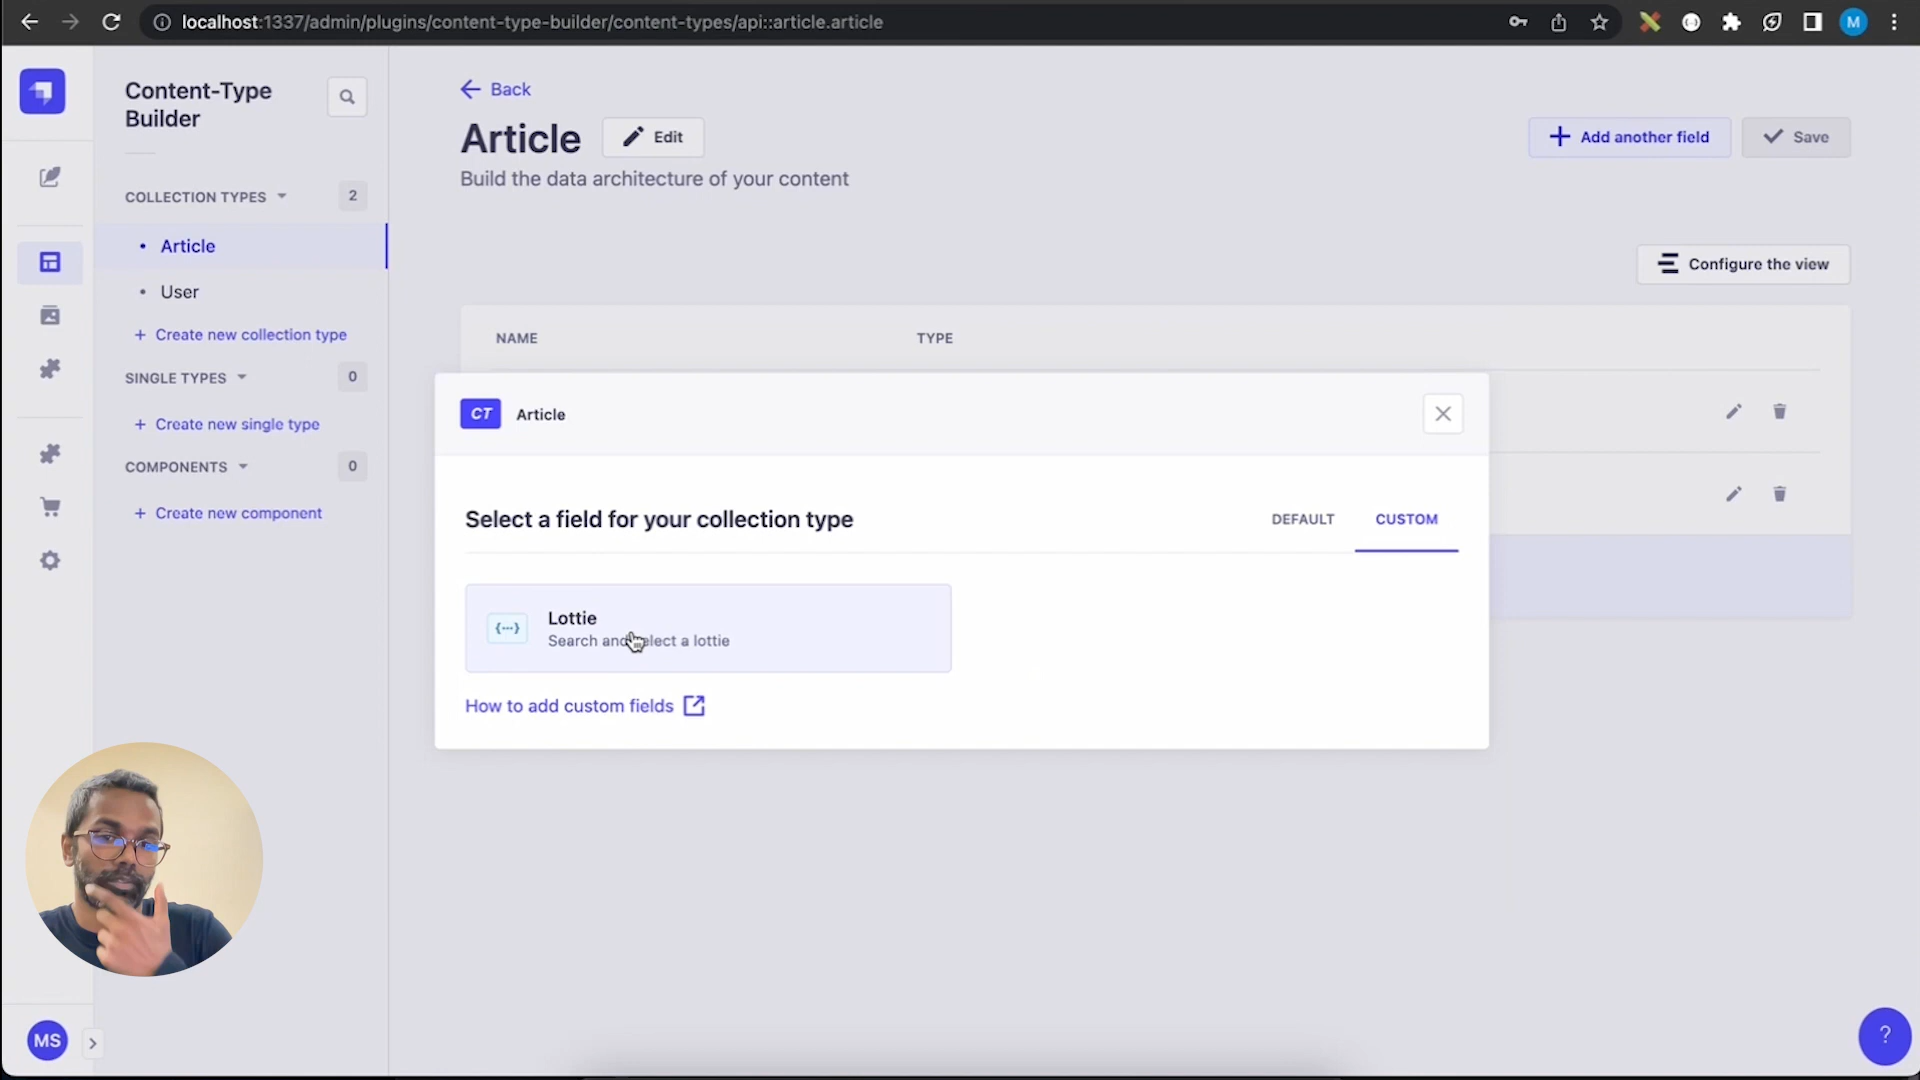 localhost:1337/admin/plugins/content-type-builder/content-types/api::article.article
M
Content-Type
Builder
COLLECTION TYPES
2
Article
User
+ Create new collection type
SINGLE TYPES
0
+ Create new single type
COMPONENTS
0
+ Create new component
MS
Back
Article
Edit
Build the data architecture of your content
Add another field
Save
Configure the view
NAME
TYPE
CT
Article
Select a field for your collection type
DEFAULT
CUSTOM
Lottie
Search and select a lottie
How to add custom fields
?